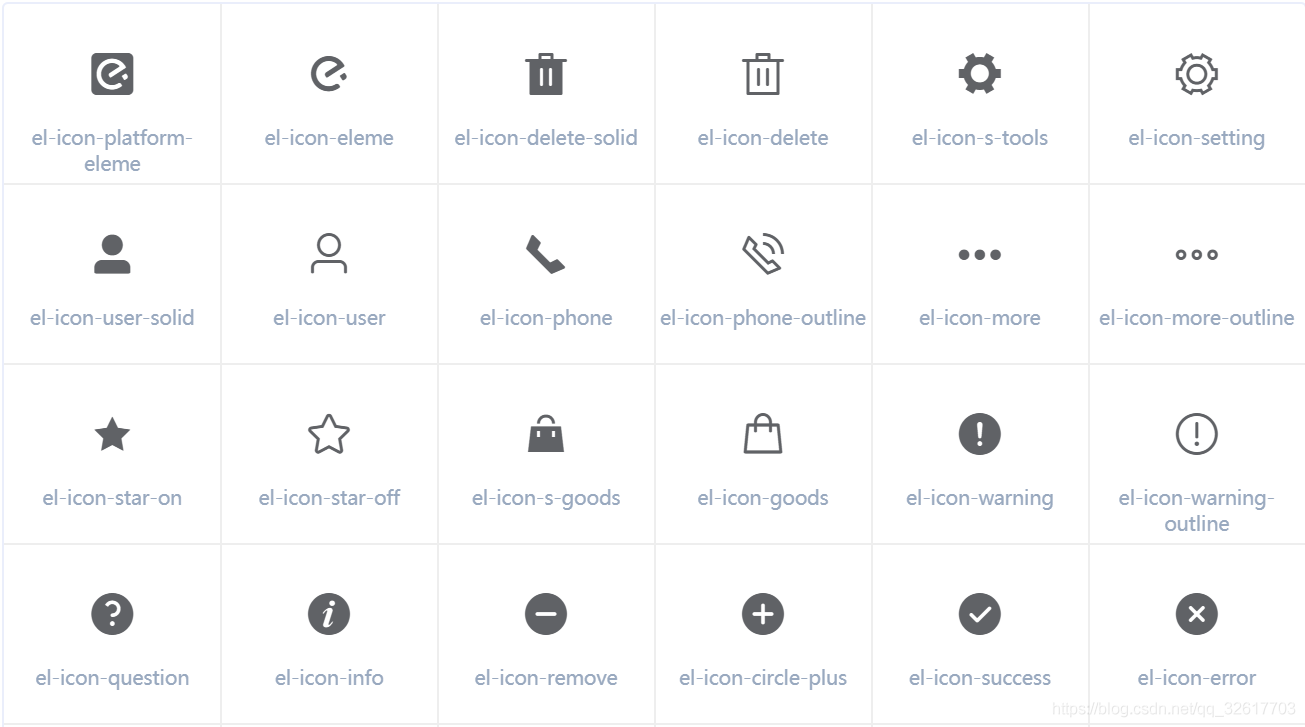 el-icon-platform-
eleme
el-icon-eleme
el-icon-delete-solid
el-icon-delete
el-icon-s-tools
el-icon-setting
el-icon-user-solid
el-icon-user
el-icon-phone
el-icon-phone-outline
el-icon-more
el-icon-more-outline
el-icon-star-on
el-icon-star-off
el-icon-s-goods
el-icon-goods
el-icon-warning
el-icon-warning-
outline
el-icon-question
el-icon-info
el-icon-remove
el-icon-circle-plus
el-icon-success
el-icon-error
https://blog.csdn.net/qq_32617703